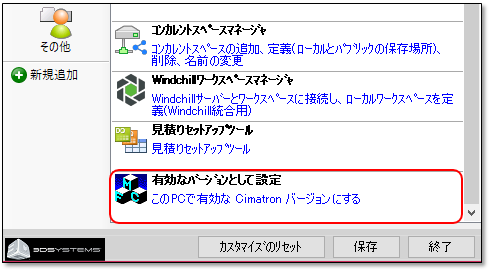 その他
新規追加
コンカレントスペースマネージャ
コンカレントスペースの追加、定義(ローカルとパブリックの保存場所)、
削除、名前の変更
Windchillワークスペースマネージャ
Windchillサーバーとワークスペースに接続し、ローカルワークスペースを定
義(Windchill統合用)
見積りセットアップツール
見積りセットアップツール
有効なバージョンとして設定
このPCで有効な Cimatron バージョンにする
3DSYSTEMS
カスタマイズのリセット
保存
終了